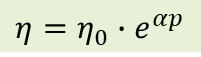 η = η₀ · e^{αp}